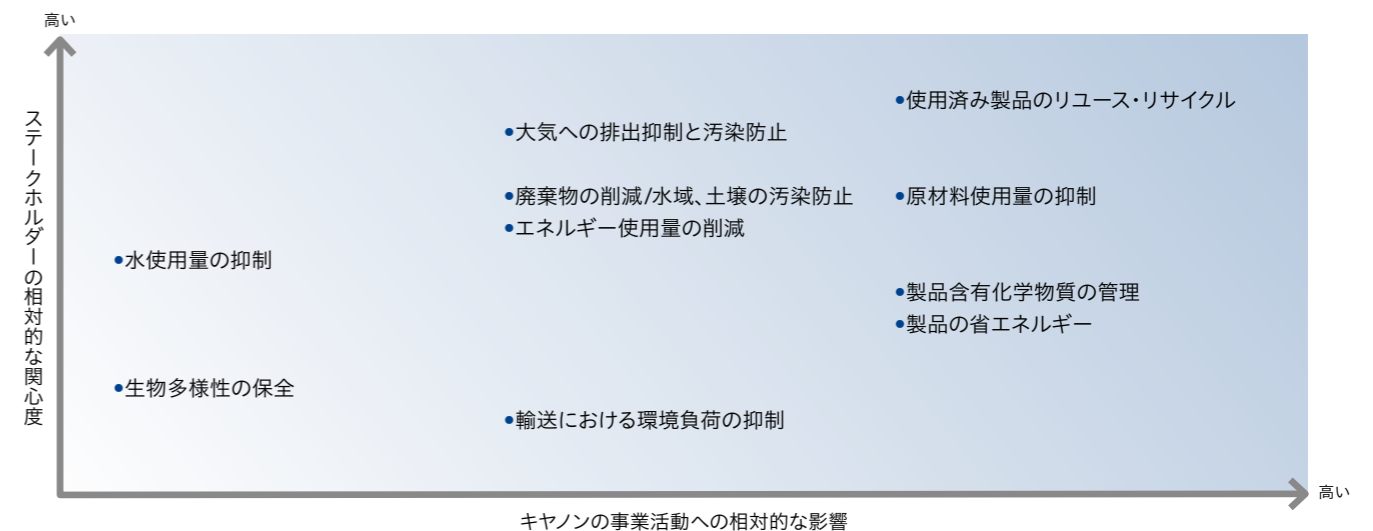 高い
ステークホルダーの相対的な関心度
●使用済み製品のリユース・リサイクル
●大気への排出抑制と汚染防止
●廃棄物の削減/水域、土壌の汚染防止
●原材料使用量の抑制
●エネルギー使用量の削減
●水使用量の抑制
●製品含有化学物質の管理
●製品の省エネルギー
●生物多様性の保全
●輸送における環境負荷の抑制
高い
キヤノンの事業活動への相対的な影響